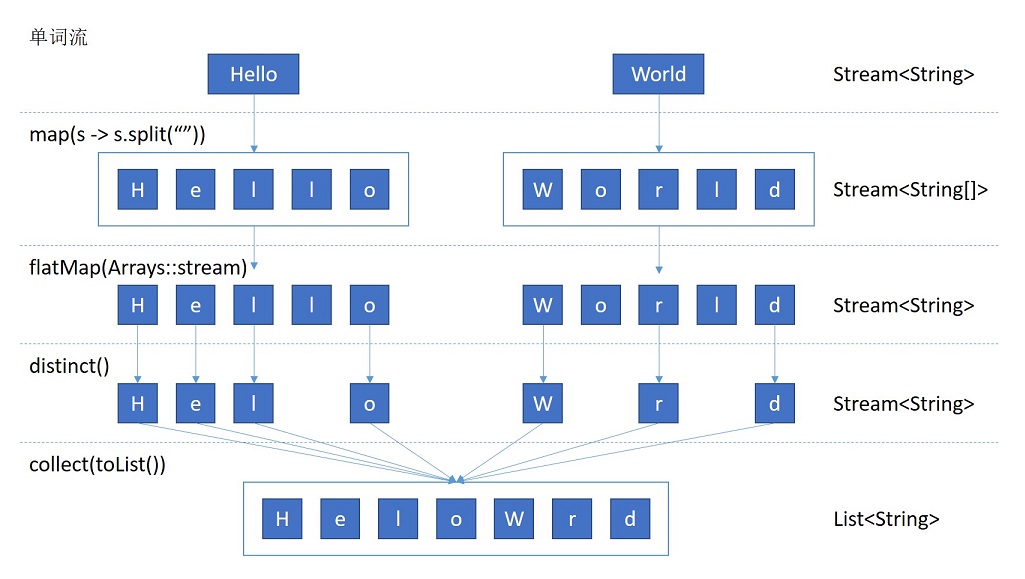 单词流
Hello World Stream<String>
map(s -> s.split(“”))
H e l l o W o r l d Stream<String[]>
flatMap(Arrays::stream)
H e l l o W o r l d Stream<String>
distinct()
H e l o W r d Stream<String>
collect(toList())
H e l o W r d List<String>